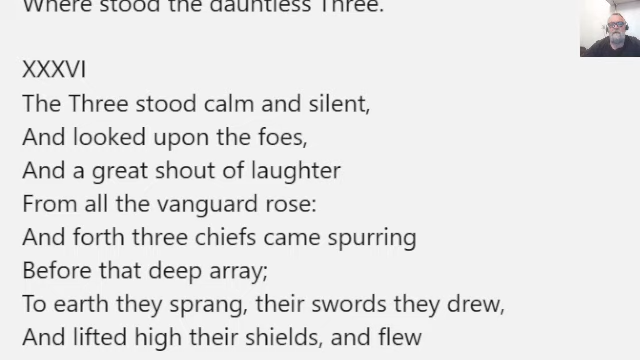 Where stood the dauntless Three.
XXXVI
The Three stood calm and silent,
And looked upon the foes,
And a great shout of laughter
From all the vanguard rose:
And forth three chiefs came spurring
Before that deep array;
To earth they sprang, their swords they drew,
And lifted high their shields, and flew